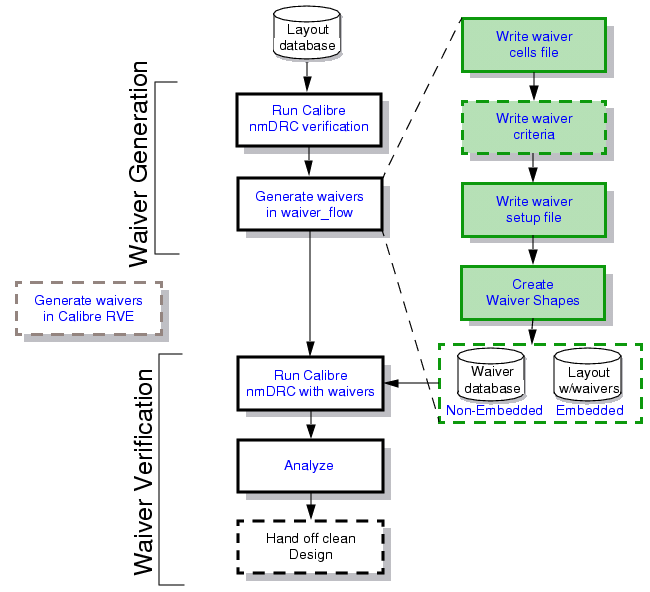 Layout
database
Waiver Generation
Run Calibre
nmDRC verification
Generate waivers
in waiver_flow
Write waiver
cells file
Write waiver
criteria
Write waiver
setup file
Create
Waiver Shapes
Generate waivers
in Calibre RVE
Waiver
database
Non-Embedded
Layout
w/waivers
Embedded
Waiver Verification
Run Calibre
nmDRC with waivers
Analyze
Hand off clean
Design